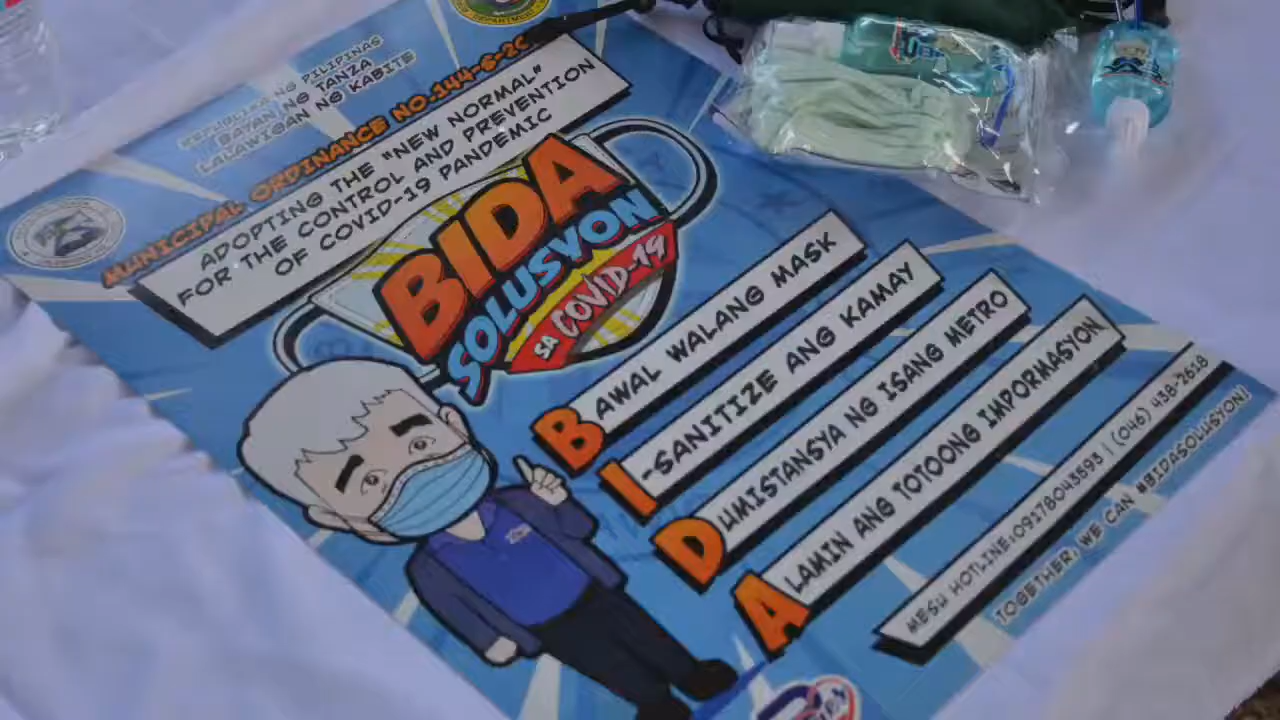 REPUBLIKA NG PILIPINAS
BAYAN NG TANZA
LALAWIGAN NG KABITE
MUNICIPAL ORDINANCE NO.144-S-20
ADOPTING THE "NEW NORMAL"
FOR THE CONTROL AND PREVENTION
OF COVID-19 PANDEMIC
BIDA
SOLUSYON
SA COVID-19
BAWAL WALANG MASK
I-SANITIZE ANG KAMAY
DUMISTANSYA NG ISANG METRO
ALAMIN ANG TOTOONG IMPORMASYON
MESU HOTLINE:09178043593 | (046) 438-2618
TOGETHER, WE CAN #BIDASOLUSYON!